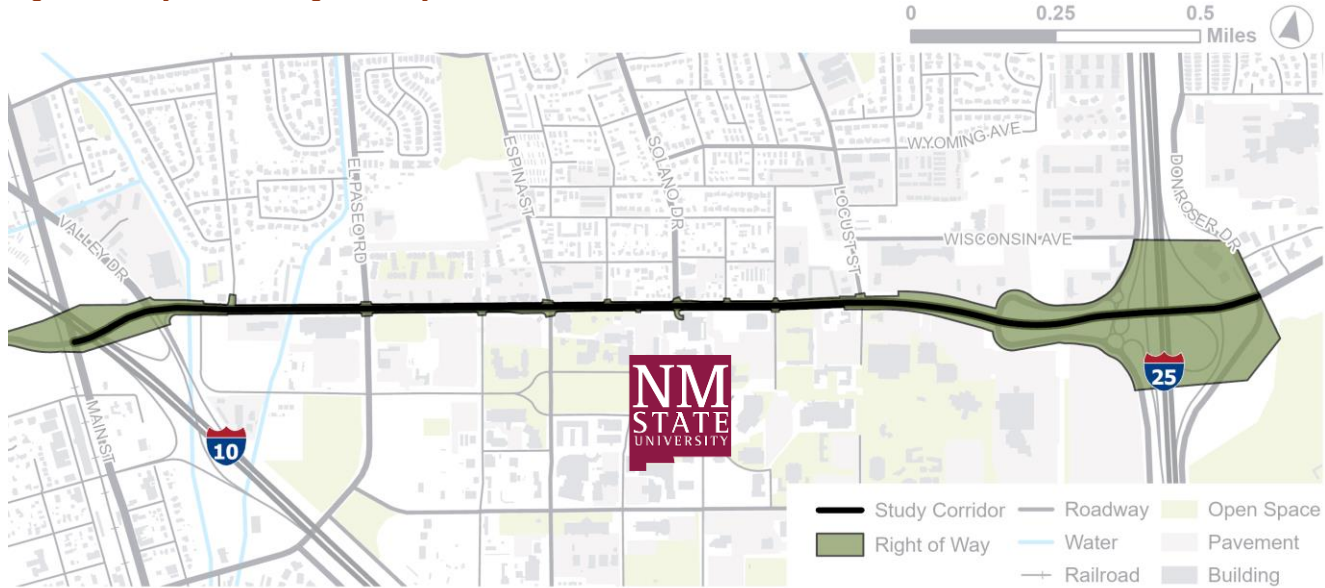 0 0.25 0.5
Miles
WYOMING AVE
ESPINA ST
SOLANO DR
EL PASEO RD
LOCUST ST
DONROSER DR
VALLEY DR
WISCONSIN AVE
MAIN ST
10
25
NM
STATE
UNIVERSITY
Study Corridor Roadway Open Space
Right of Way Water Pavement
Railroad Building